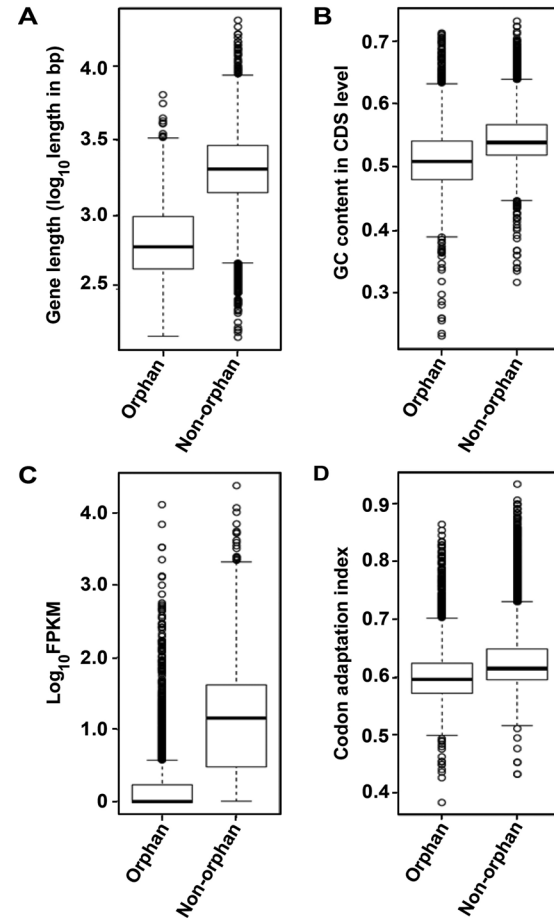 A
Gene length (log10 length in bp)
4.0
3.5
3.0
2.5
Orphan
Non-orphan
B
GC content in CDS level
0.7
0.6
0.5
0.4
0.3
Orphan
Non-orphan
C
Log10FPKM
4.0
3.0
2.0
1.0
0
Orphan
Non-orphan
D
Codon adaptation index
0.9
0.8
0.7
0.6
0.5
0.4
Orphan
Non-orphan